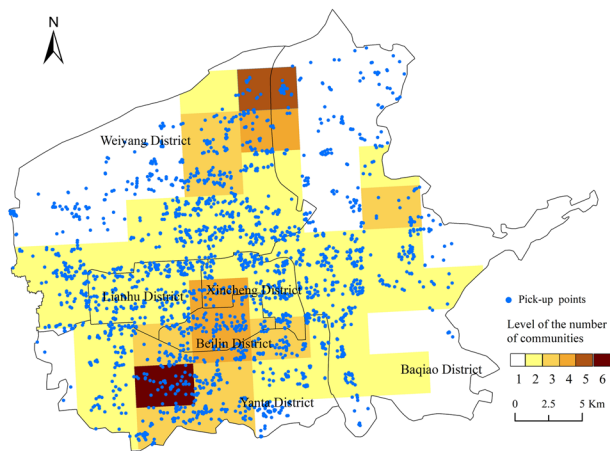 N
Weiyang District
Lianhu District
Xincheng District
Beilin District
Yanta District
Baqiao District
Pick-up points
Level of the number
of communities
1 2 3 4 5 6
0 2.5 5 Km